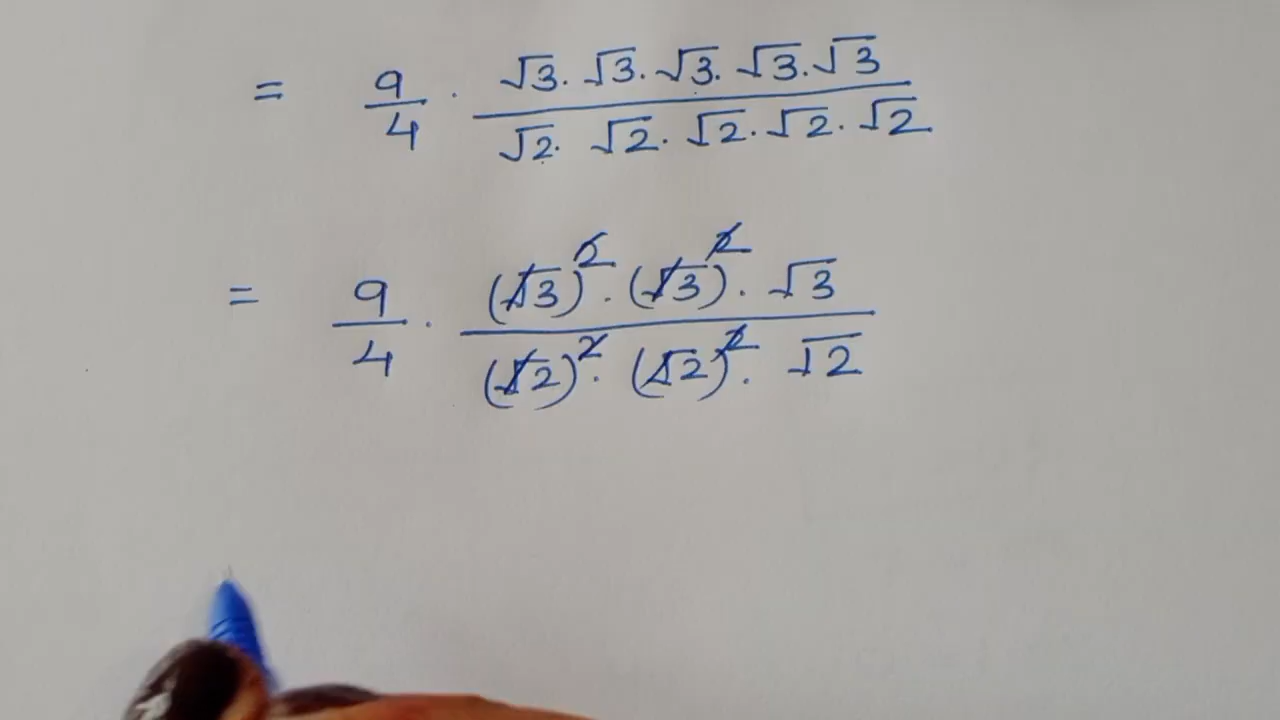 = 9/4 · (√3 · √3 · √3 · √3 · √3)/(√2 · √2 · √2 · √2 · √2)
= 9/4 · ((√3)² · (√3)² · √3)/((√2)² · (√2)² · √2)